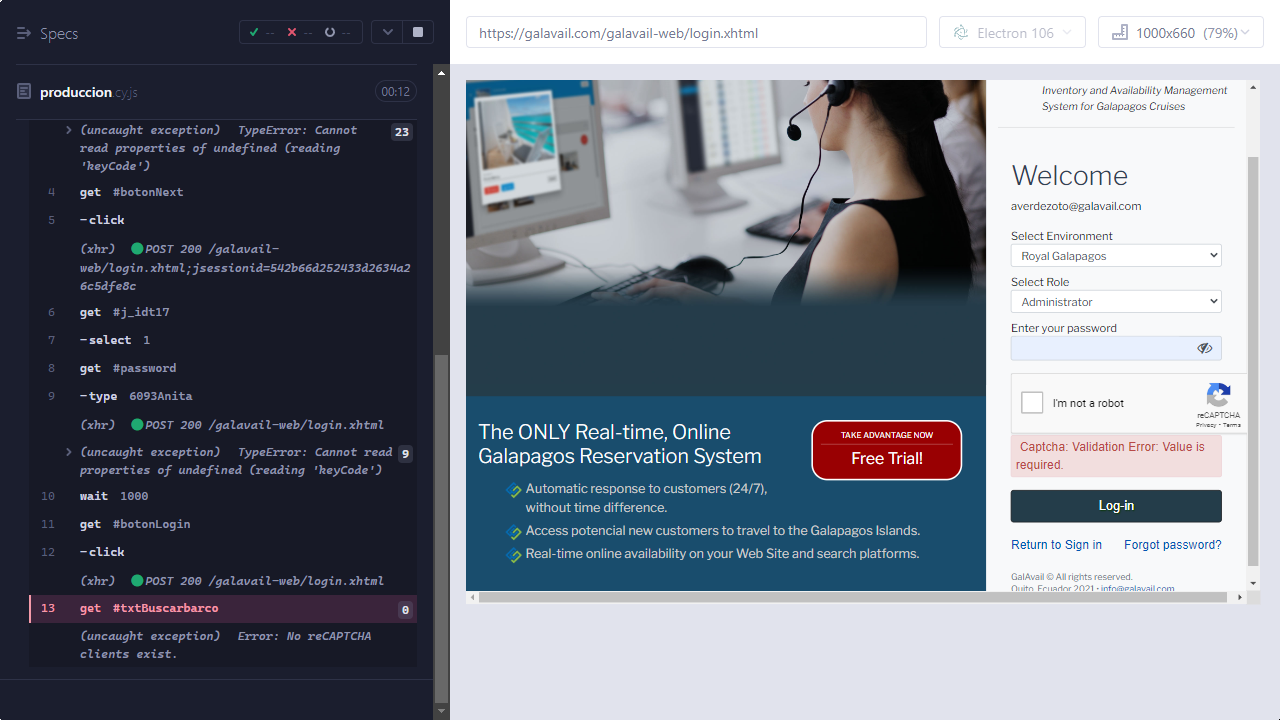 Specs
--
--
--
https://galavail.com/galavail-web/login.xhtml
Electron 106
1000x660 (79%)
produccion.cy.js
00:12
(uncaught exception) TypeError: Cannot
read properties of undefined (reading
'keyCode')
23
4 get #botonNext
5 -click
(xhr) POST 200 /galavail-
web/login.xhtml;jsessionid=542b66d252433d2634a2
6c5dfe8c
6 get #j_idt17
7 -select 1
8 get #password
9 -type 6093Anita
(xhr) POST 200 /galavail-web/login.xhtml
(uncaught exception) TypeError: Cannot read
properties of undefined (reading 'keyCode')
9
10 wait 1000
11 get #botonLogin
12 -click
(xhr) POST 200 /galavail-web/login.xhtml
13 get #txtBuscarbarco 0
(uncaught exception) Error: No reCAPTCHA
clients exist.
The ONLY Real-time, Online
Galapagos Reservation System
TAKE ADVANTAGE NOW
Free Trial!
Automatic response to customers (24/7),
without time difference.
Access potencial new customers to travel to the Galapagos Islands.
Real-time online availability on your Web Site and search platforms.
Inventory and Availability Management
System for Galapagos Cruises
Welcome
averdezoto@galavail.com
Select Environment
Royal Galapagos
Select Role
Administrator
Enter your password
I'm not a robot
reCAPTCHA
Privacy - Terms
Captcha: Validation Error: Value is
required.
Log-in
Return to Sign in
Forgot password?
GalAvail © All rights reserved.
Quito, Ecuador 2021 - info@galavail.com